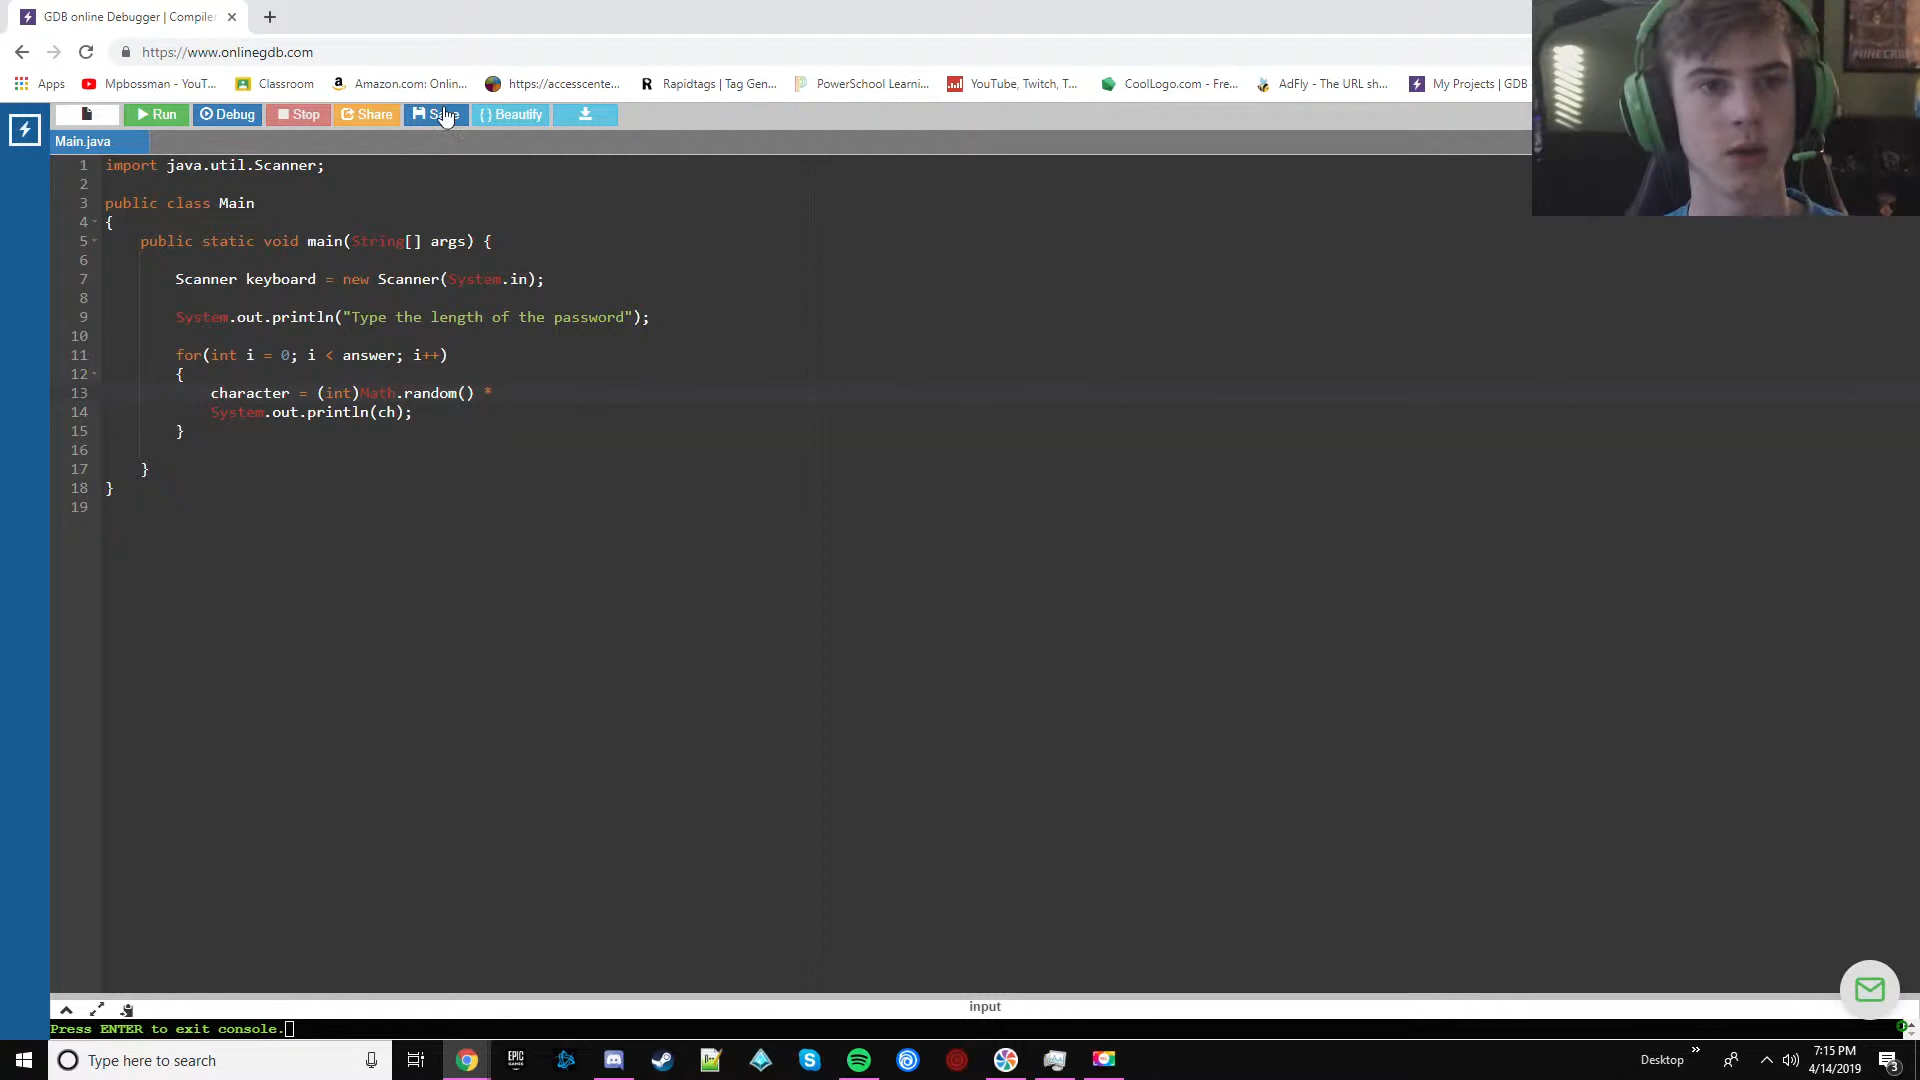 GDB online Debugger | Compiler
https://www.onlinegdb.com
Apps Mpbossman - YouT... Classroom Amazon.com: Onlin... https://accesscente... Rapidtags | Tag Gen... PowerSchool Learni... YouTube, Twitch, T... CoolLogo.com - Fre... AdFly - The URL sh... My Projects | GDB
Run Debug Stop Share Save { } Beautify
Main.java
1 import java.util.Scanner;
2
3 public class Main
4 {
5 public static void main(String[] args) {
6
7 Scanner keyboard = new Scanner(System.in);
8
9 System.out.println("Type the length of the password");
10
11 for(int i = 0; i < answer; i++)
12 {
13 character = (int)Math.random() *
14 System.out.println(ch);
15 }
16
17 }
18 }
19
MINECRAFT
input
Press ENTER to exit console.
Type here to search
EPIC GAMES
Desktop »
7:15 PM
4/14/2019
3